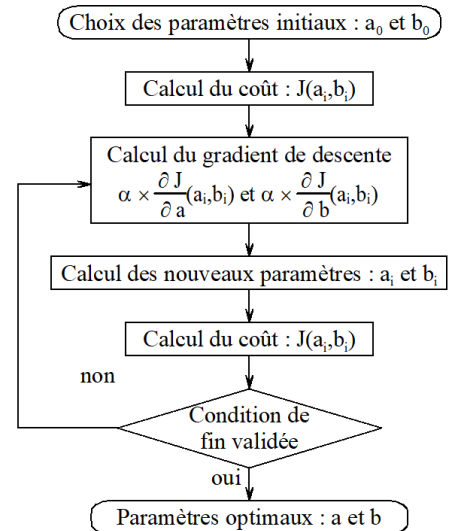 Choix des paramètres initiaux : a₀ et b₀
Calcul du coût : J(aᵢ,bᵢ)
Calcul du gradient de descente
α × ∂J/∂a (aᵢ,bᵢ) et α × ∂J/∂b (aᵢ,bᵢ)
Calcul des nouveaux paramètres : aᵢ et bᵢ
Calcul du coût : J(aᵢ,bᵢ)
non
Condition de
fin validée
oui
Paramètres optimaux : a et b